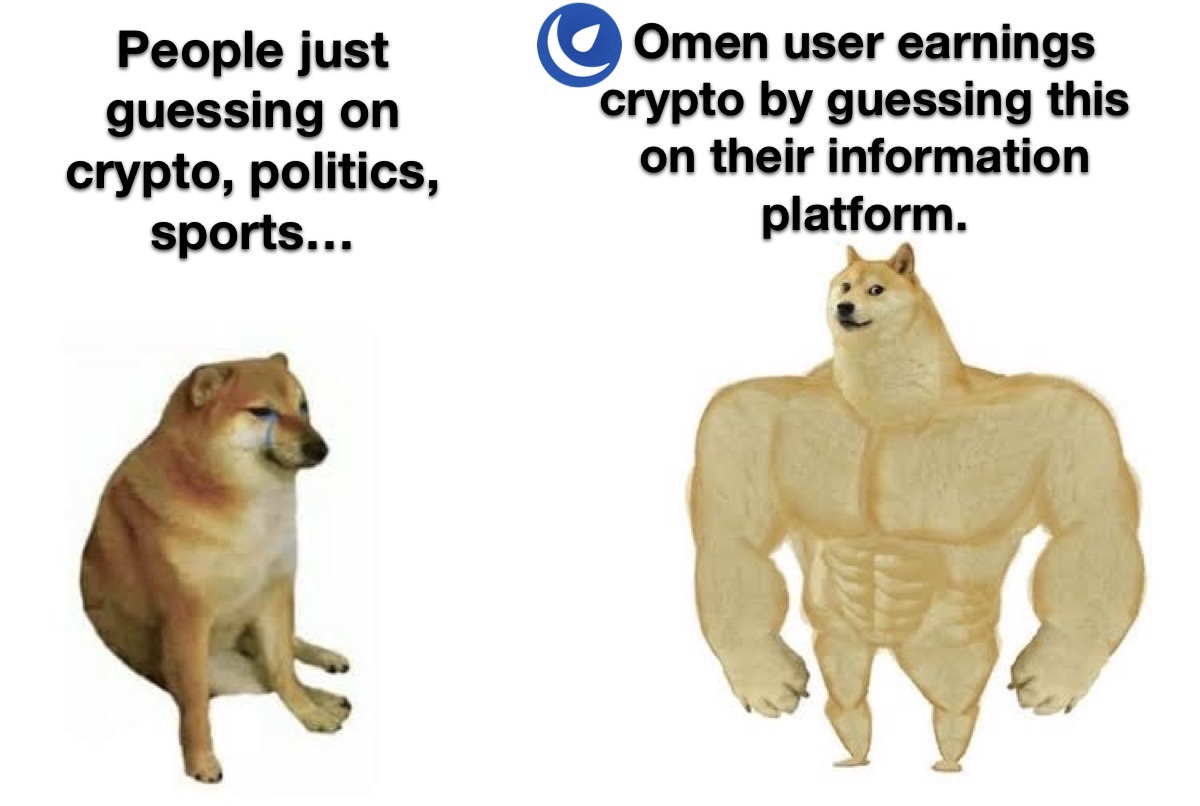 People just
guessing on
crypto, politics,
sports...
Omen user earnings
crypto by guessing this
on their information
platform.